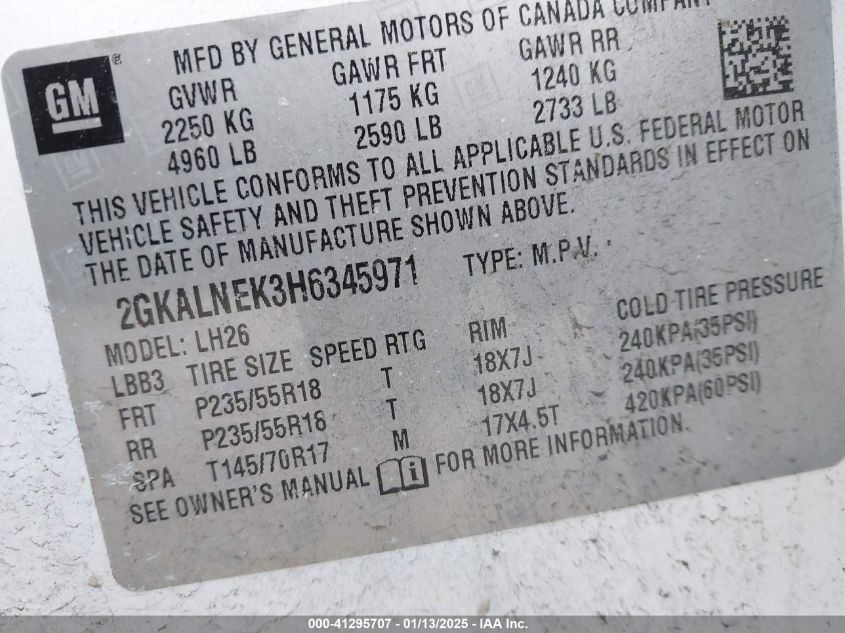 MFD BY GENERAL MOTORS OF CANADA COMPANY
GM
GVWR GAWR FRT GAWR RR
2250 KG 1175 KG 1240 KG
4960 LB 2590 LB 2733 LB
THIS VEHICLE CONFORMS TO ALL APPLICABLE U.S. FEDERAL MOTOR
VEHICLE SAFETY AND THEFT PREVENTION STANDARDS IN EFFECT ON
THE DATE OF MANUFACTURE SHOWN ABOVE.
2GKALNEK3H6345971 TYPE: M.P.V.
MODEL: LH26
LBB3 TIRE SIZE SPEED RTG RIM COLD TIRE PRESSURE
FRT P235/55R18 T 18X7J 240KPA(35PSI)
RR P235/55R18 T 18X7J 240KPA(35PSI)
SPA T145/70R17 M 17X4.5T 420KPA(60PSI)
SEE OWNER'S MANUAL FOR MORE INFORMATION.
000-41295707 - 01/13/2025 - IAA Inc.